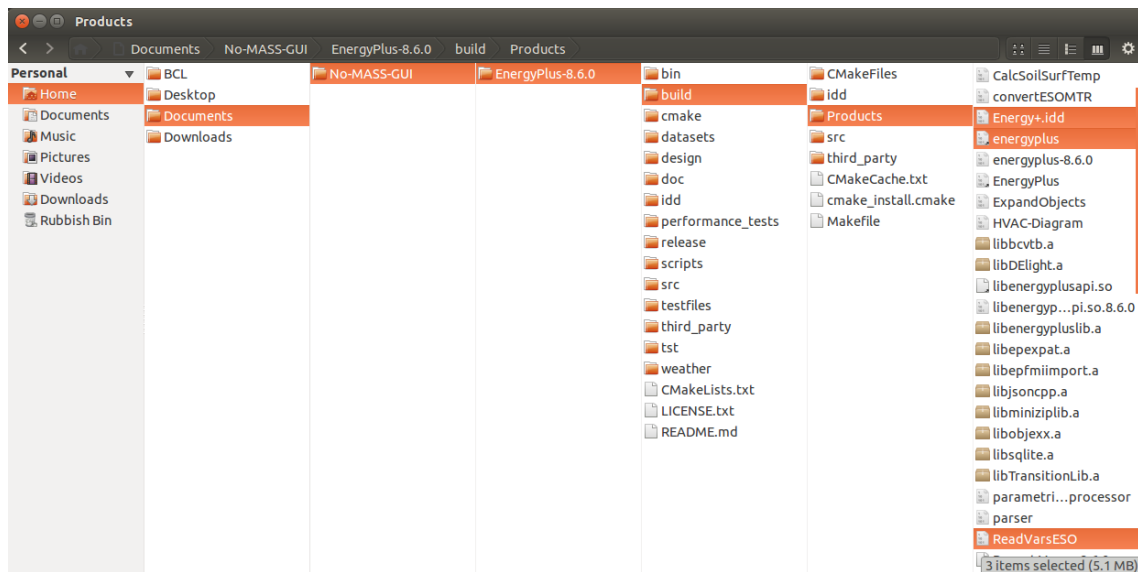 Products
Documents No-MASS-GUI EnergyPlus-8.6.0 build Products
Personal
Home
Documents
Music
Pictures
Videos
Downloads
Rubbish Bin
BCL
Desktop
Documents
Downloads
No-MASS-GUI
EnergyPlus-8.6.0
bin
build
cmake
datasets
design
doc
idd
performance_tests
release
scripts
src
testfiles
third_party
tst
weather
CMakeLists.txt
LICENSE.txt
README.md
CMakeFiles
idd
Products
src
third_party
CMakeCache.txt
cmake_install.cmake
Makefile
CalcSoilSurfTemp
convertESOMTR
Energy+.idd
energyplus
energyplus-8.6.0
EnergyPlus
ExpandObjects
HVAC-Diagram
libbcvtb.a
libDElight.a
libenergyplusapi.so
libenergyp…pi.so.8.6.0
libenergypluslib.a
libepexpat.a
libepfmiimport.a
libjsoncpp.a
libminiziplib.a
libobjexx.a
libsqlite.a
libTransitionLib.a
parametri…processor
parser
ReadVarsESO
3 items selected (5.1 MB)